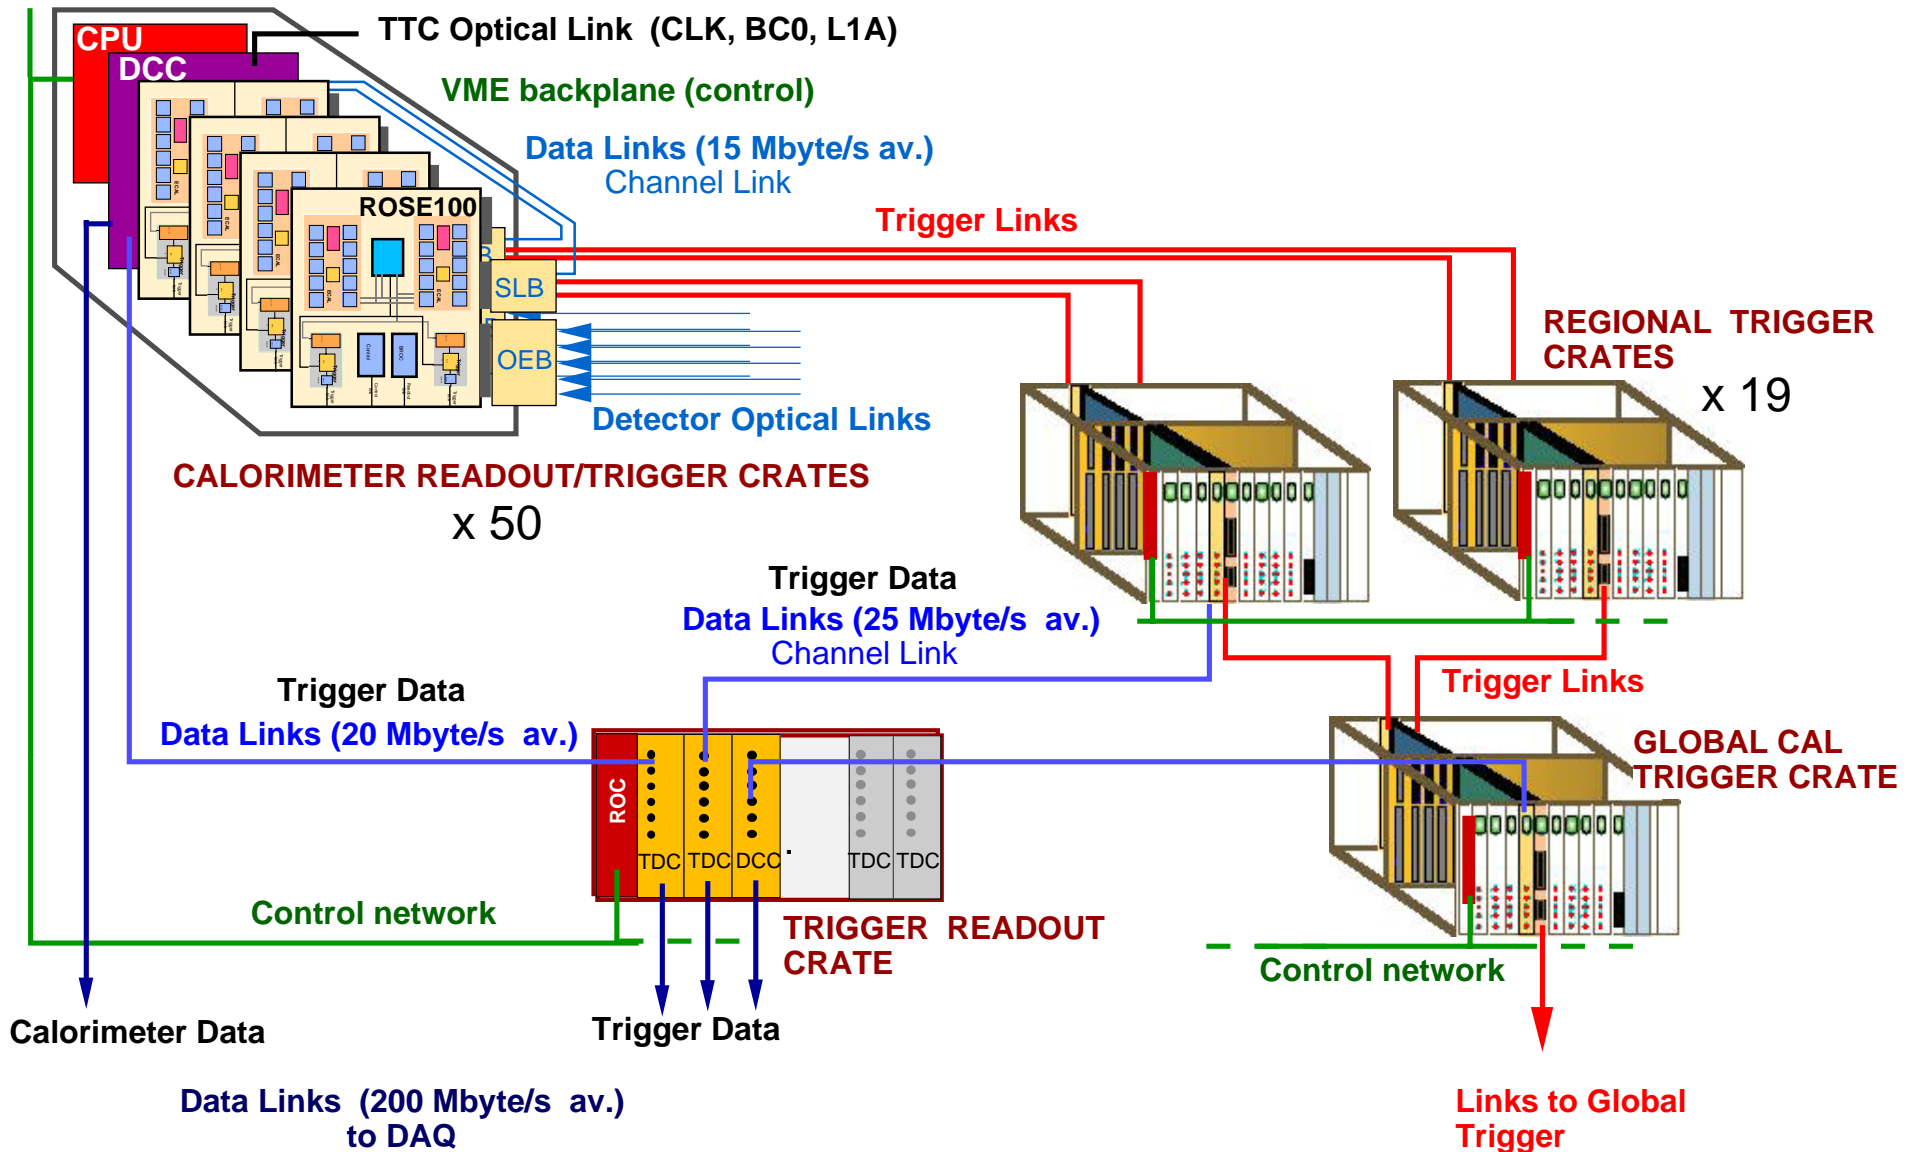 CPU
DCC
TTC Optical Link (CLK, BC0, L1A)
VME backplane (control)
Data Links (15 Mbyte/s av.)
Channel Link
ROSE100
Trigger Links
SLB
OEB
Detector Optical Links
REGIONAL TRIGGER
CRATES
x 19
CALORIMETER READOUT/TRIGGER CRATES
x 50
Trigger Data
Data Links (25 Mbyte/s av.)
Channel Link
Trigger Data
Data Links (20 Mbyte/s av.)
Trigger Links
GLOBAL CAL
TRIGGER CRATE
ROC
TDC
TDC
DCC
.
TDC
TDC
Control network
TRIGGER READOUT
CRATE
Control network
Calorimeter Data
Trigger Data
Data Links (200 Mbyte/s av.)
to DAQ
Links to Global
Trigger